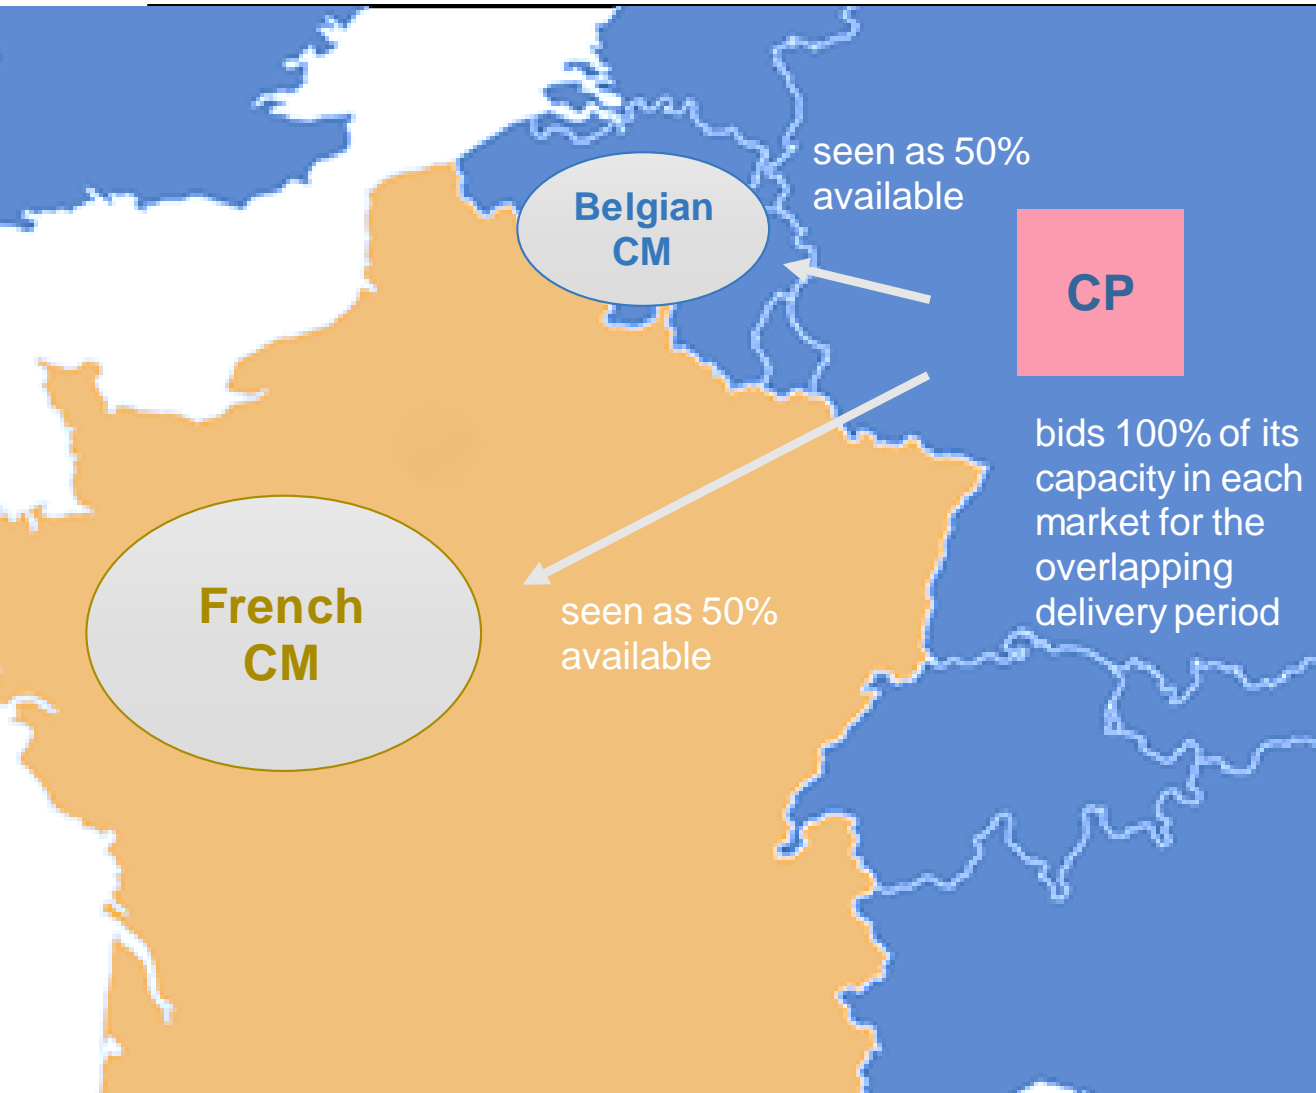 seen as 50%
available
Belgian
CM
CP
bids 100% of its
capacity in each
market for the
overlapping
delivery period
French
CM
seen as 50%
available